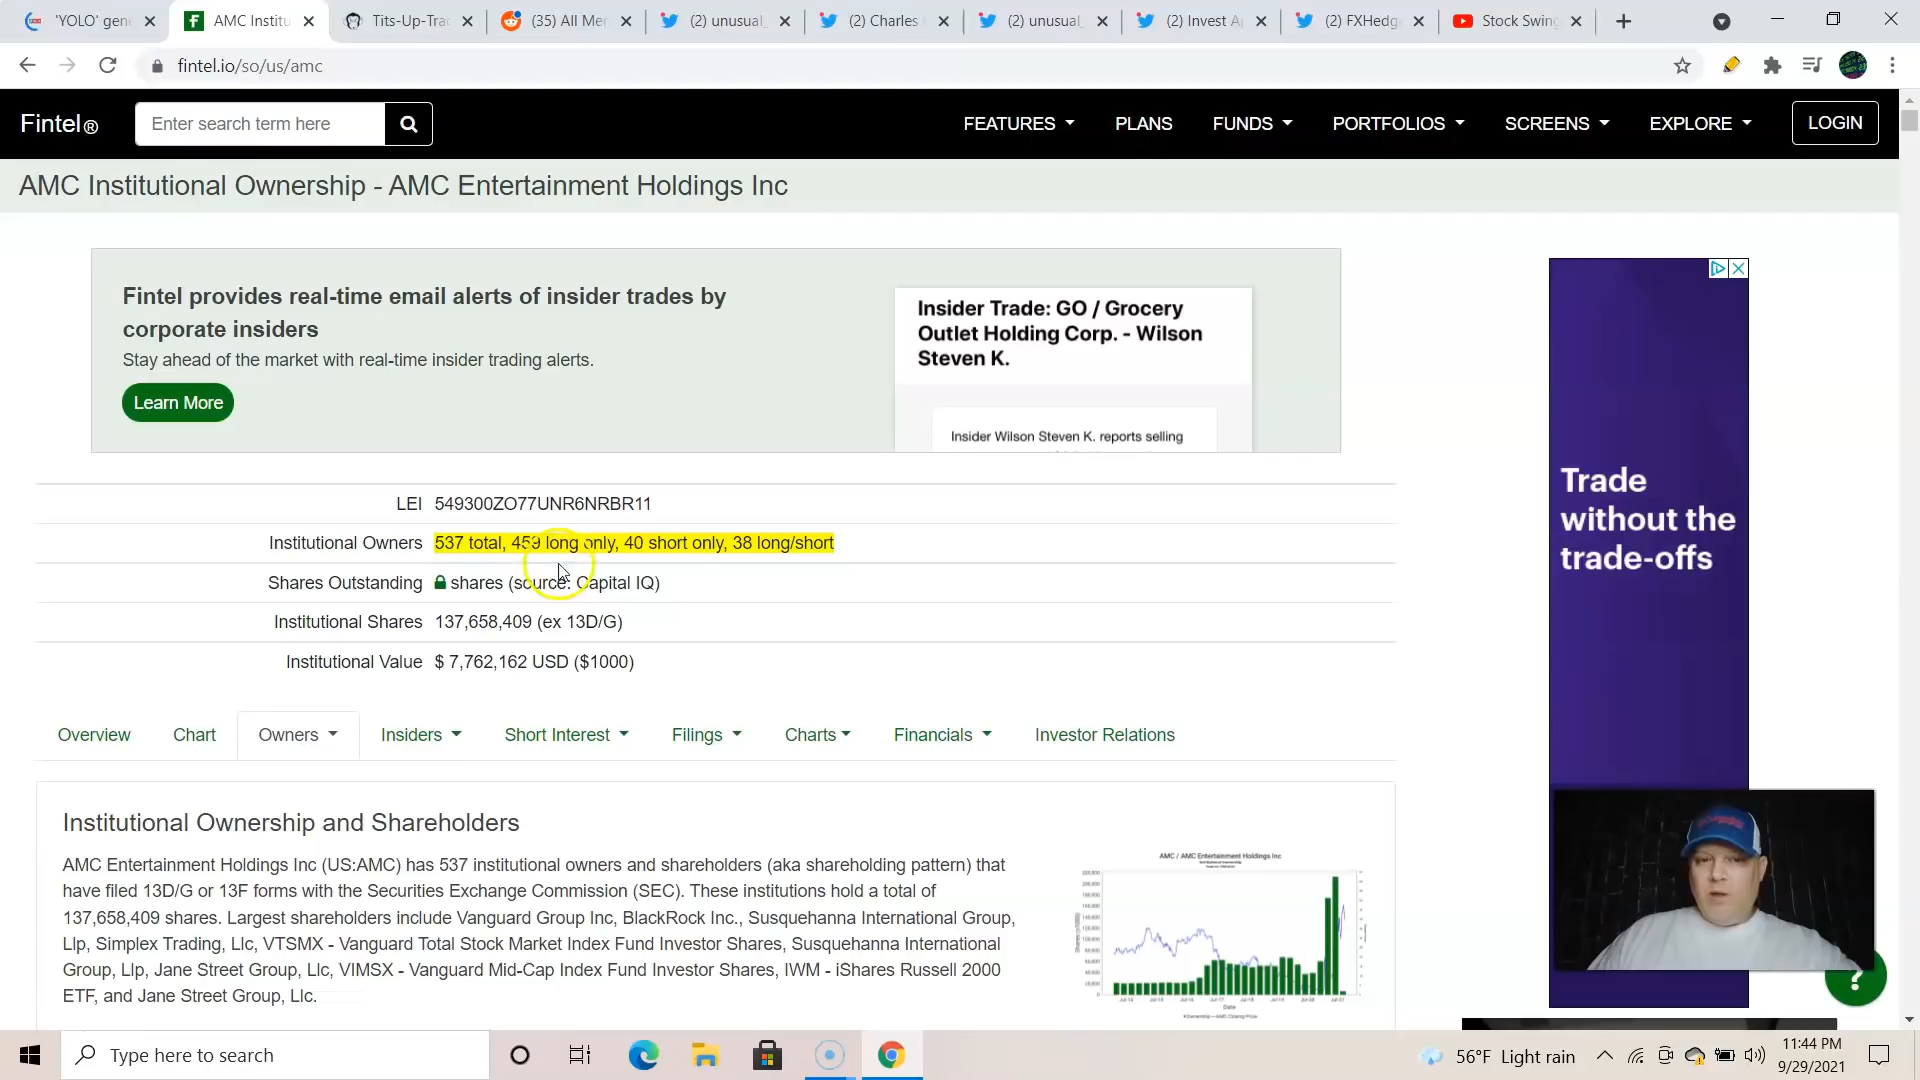 'YOLO' gen
AMC Institu
Tits-Up-Trac
(35) All Me
(2) unusual_
(2) Charles
(2) unusual_
(2) Invest A
(2) FXHedg
Stock Swing
fintel.io/so/us/amc
Fintel®
Enter search term here
FEATURES
PLANS
FUNDS
PORTFOLIOS
SCREENS
EXPLORE
LOGIN
AMC Institutional Ownership - AMC Entertainment Holdings Inc
Fintel provides real-time email alerts of insider trades by
corporate insiders
Stay ahead of the market with real-time insider trading alerts.
Learn More
Insider Trade: GO / Grocery
Outlet Holding Corp. - Wilson
Steven K.
Insider Wilson Steven K. reports selling
LEI 549300ZO77UNR6NRBR11
Institutional Owners 537 total, 459 long only, 40 short only, 38 long/short
Shares Outstanding shares (source: Capital IQ)
Institutional Shares 137,658,409 (ex 13D/G)
Institutional Value $ 7,762,162 USD ($1000)
Overview
Chart
Owners
Insiders
Short Interest
Filings
Charts
Financials
Investor Relations
Institutional Ownership and Shareholders
AMC Entertainment Holdings Inc (US:AMC) has 537 institutional owners and shareholders (aka shareholding pattern) that
have filed 13D/G or 13F forms with the Securities Exchange Commission (SEC). These institutions hold a total of
137,658,409 shares. Largest shareholders include Vanguard Group Inc, BlackRock Inc., Susquehanna International Group,
Llp, Simplex Trading, Llc, VTSMX - Vanguard Total Stock Market Index Fund Investor Shares, Susquehanna International
Group, Llp, Jane Street Group, Llc, VIMSX - Vanguard Mid-Cap Index Fund Investor Shares, IWM - iShares Russell 2000
ETF, and Jane Street Group, Llc.
AMC / AMC Entertainment Holdings Inc
Date
Trade
without the
trade-offs
?
Type here to search
56°F Light rain
11:44 PM
9/29/2021